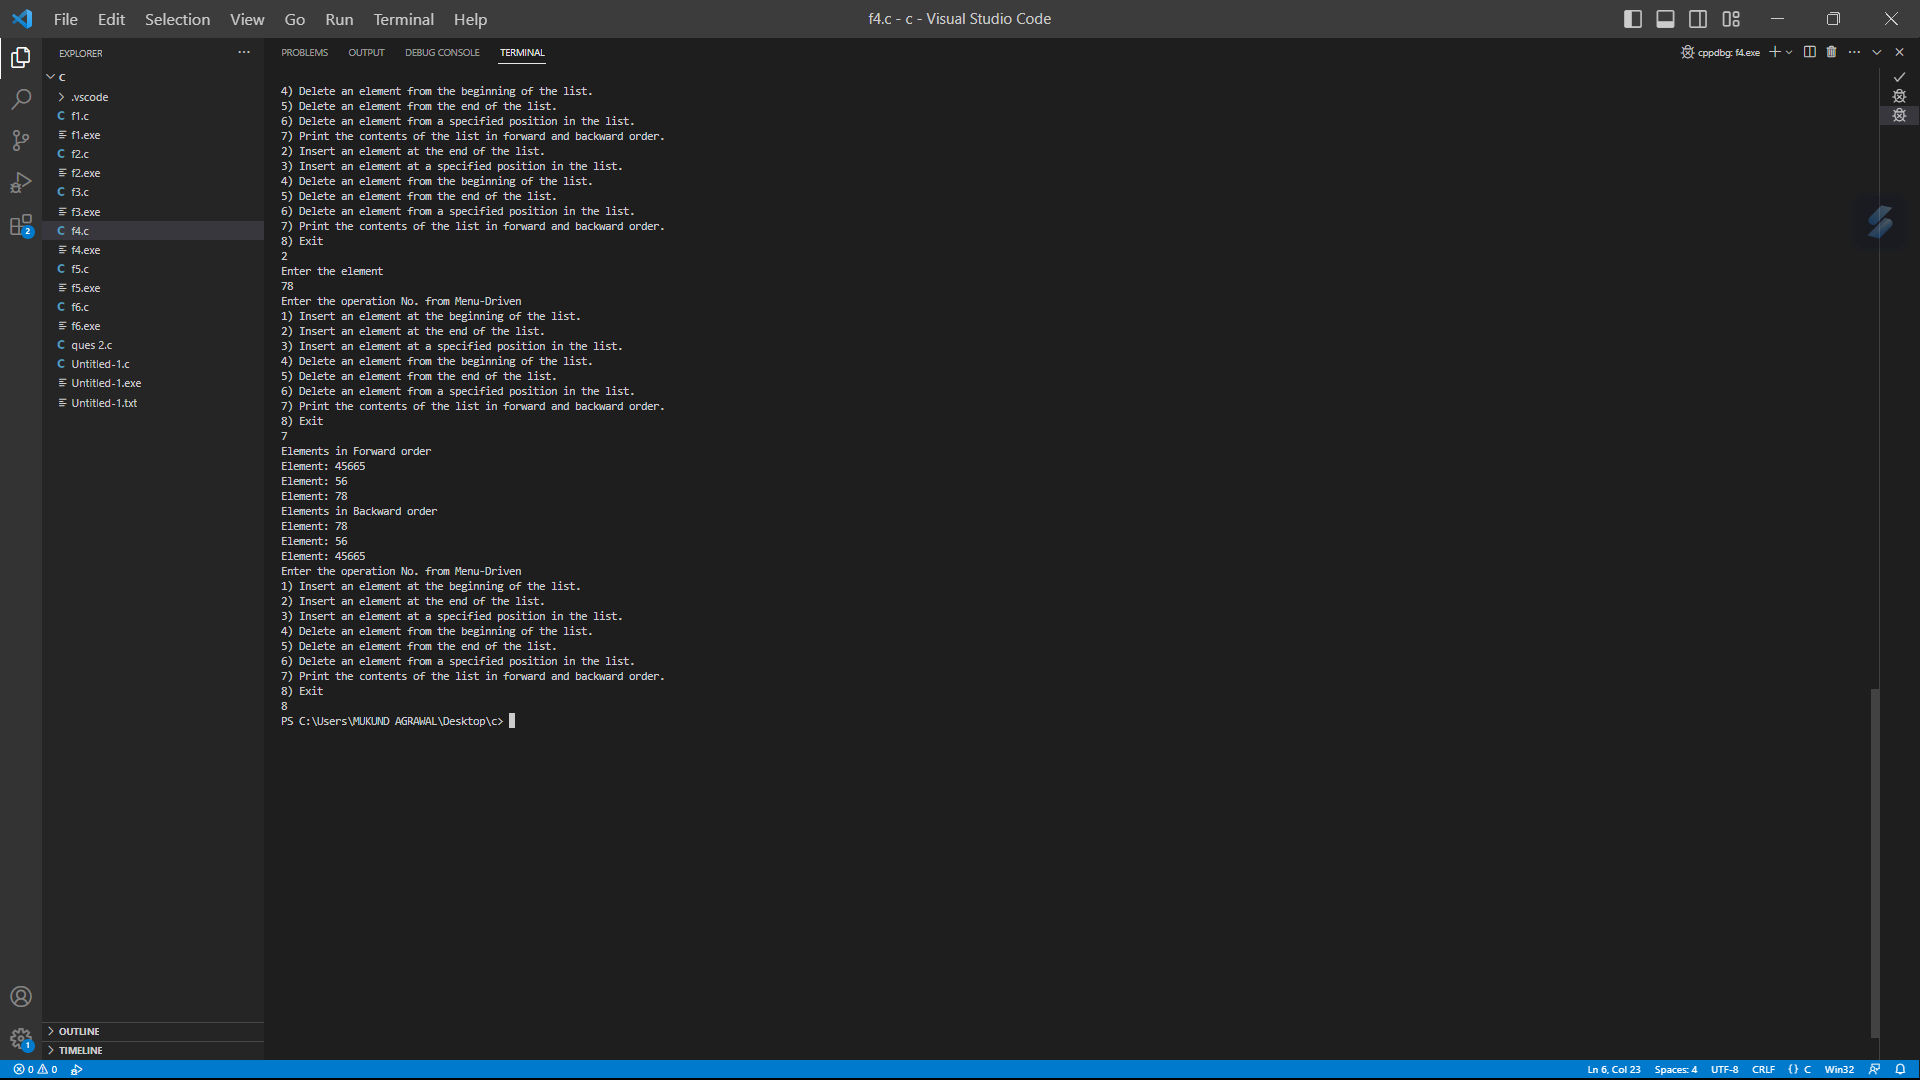 File Edit Selection View Go Run Terminal Help
f4.c - c - Visual Studio Code
EXPLORER
C
.vscode
C f1.c
f1.exe
C f2.c
f2.exe
C f3.c
f3.exe
C f4.c
f4.exe
C f5.c
f5.exe
C f6.c
f6.exe
C ques 2.c
C Untitled-1.c
Untitled-1.exe
Untitled-1.txt
OUTLINE
TIMELINE
2
1
PROBLEMS OUTPUT DEBUG CONSOLE TERMINAL
cppdbg: f4.exe
4) Delete an element from the beginning of the list.
5) Delete an element from the end of the list.
6) Delete an element from a specified position in the list.
7) Print the contents of the list in forward and backward order.
2) Insert an element at the end of the list.
3) Insert an element at a specified position in the list.
4) Delete an element from the beginning of the list.
5) Delete an element from the end of the list.
6) Delete an element from a specified position in the list.
7) Print the contents of the list in forward and backward order.
8) Exit
2
Enter the element
78
Enter the operation No. from Menu-Driven
1) Insert an element at the beginning of the list.
2) Insert an element at the end of the list.
3) Insert an element at a specified position in the list.
4) Delete an element from the beginning of the list.
5) Delete an element from the end of the list.
6) Delete an element from a specified position in the list.
7) Print the contents of the list in forward and backward order.
8) Exit
7
Elements in Forward order
Element: 45665
Element: 56
Element: 78
Elements in Backward order
Element: 78
Element: 56
Element: 45665
Enter the operation No. from Menu-Driven
1) Insert an element at the beginning of the list.
2) Insert an element at the end of the list.
3) Insert an element at a specified position in the list.
4) Delete an element from the beginning of the list.
5) Delete an element from the end of the list.
6) Delete an element from a specified position in the list.
7) Print the contents of the list in forward and backward order.
8) Exit
8
PS C:\Users\MUKUND AGRAWAL\Desktop\c>
0 0
Ln 6, Col 23 Spaces: 4 UTF-8 CRLF {} C Win32